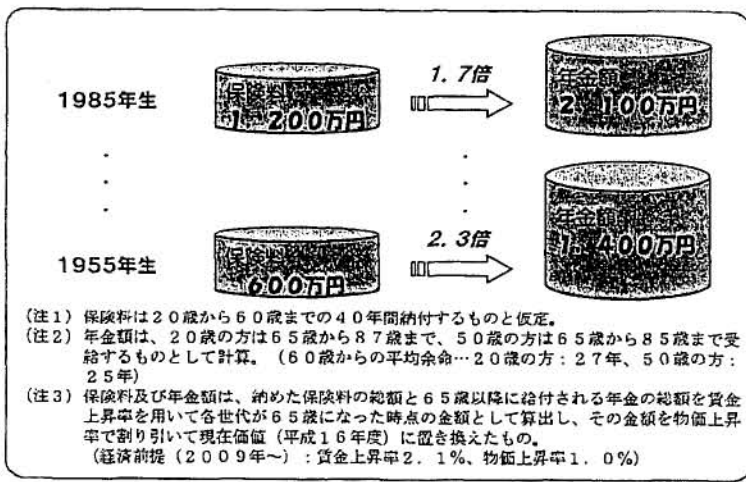 1.7倍
1985年生
保険料
1,200万円
年金額
2,100万円
2.3倍
1955年生
保険料
600万円
年金額
1,400万円
(注1) 保険料は20歳から60歳までの40年間納付するものと仮定。
(注2) 年金額は、20歳の方は65歳から87歳まで、50歳の方は65歳から85歳まで受
給するものとして計算。(60歳からの平均余命…20歳の方:27年、50歳の方:
25年)
(注3) 保険料及び年金額は、納めた保険料の総額と65歳以降に給付される年金の総額を賃金
上昇率を用いて各世代が65歳になった時点の金額として算出し、その金額を物価上昇
率で割り引いて現在価値(平成16年度)に置き換えたもの。
(経済前提(2009年~):賃金上昇率2.1%、物価上昇率1.0%)